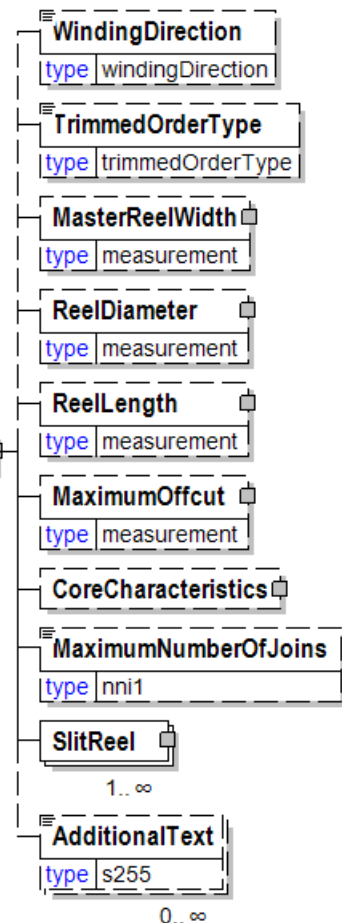 WindingDirection
type windingDirection
TrimmedOrderType
type trimmedOrderType
MasterReelWidth
type measurement
ReelDiameter
type measurement
ReelLength
type measurement
MaximumOffcut
type measurement
CoreCharacteristics
MaximumNumberOfJoins
type nni1
SlitReel
1.. ∞
AdditionalText
type s255
0.. ∞